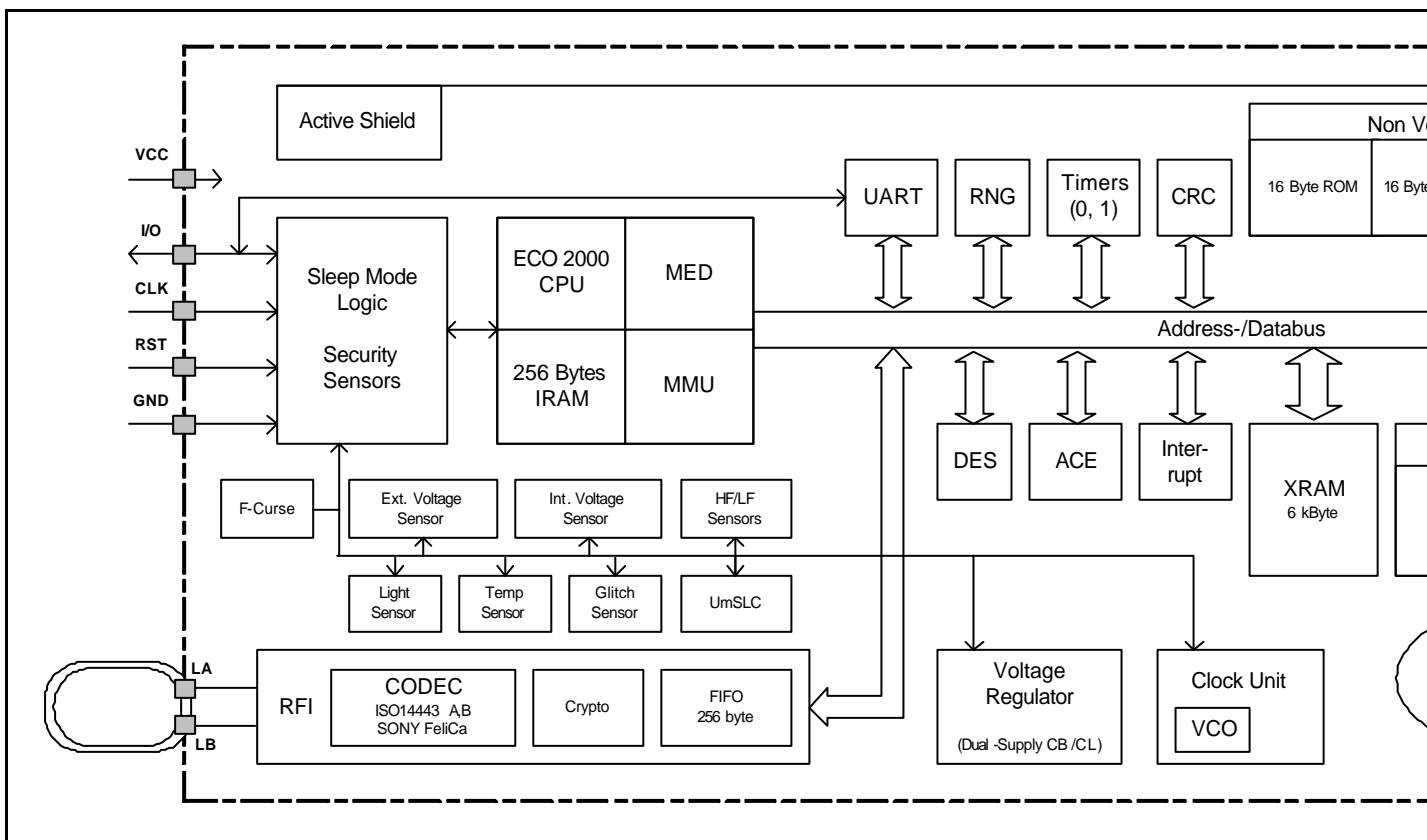 Active Shield
Non V
VCC
UART
RNG
Timers
(0, 1)
CRC
16 Byte ROM
16 Byte
I/O
CLK
RST
GND
Sleep Mode
Logic
Security
Sensors
ECO 2000
CPU
MED
256 Bytes
IRAM
MMU
Address-/Databus
DES
ACE
Inter-
rupt
XRAM
6 kByte
F-Curse
Ext. Voltage
Sensor
Int. Voltage
Sensor
HF/LF
Sensors
Light
Sensor
Temp
Sensor
Glitch
Sensor
UmSLC
LA
LB
RFI
CODEC
ISO14443 A,B
SONY FeliCa
Crypto
FIFO
256 byte
Voltage
Regulator
(Dual -Supply CB /CL)
Clock Unit
VCO